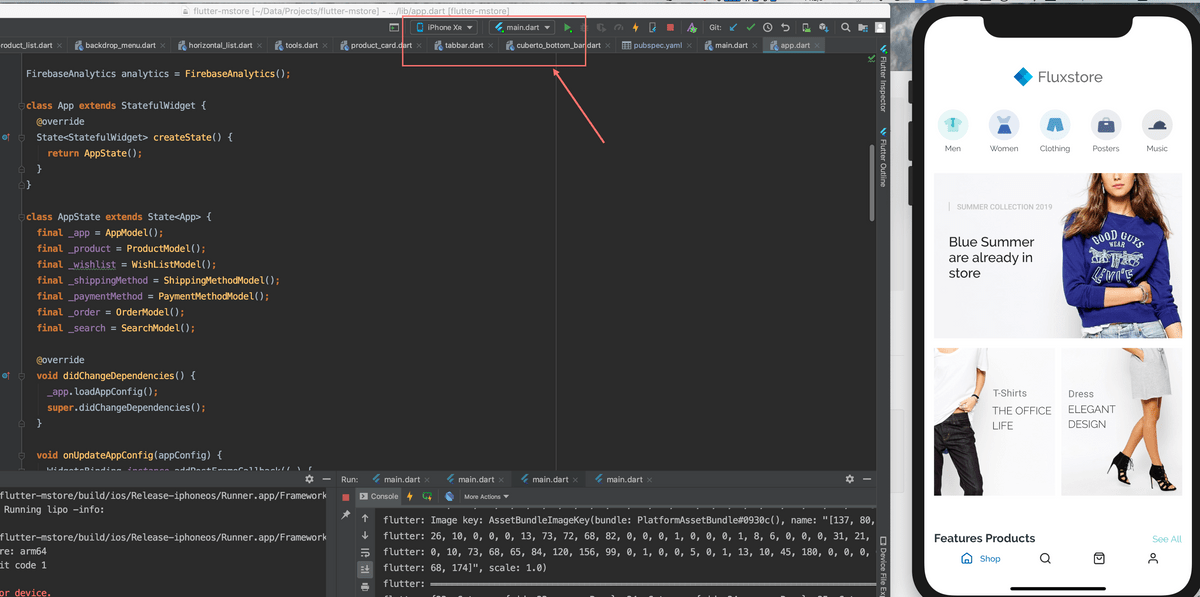 flutter-mstore [~/Data/Projects/flutter-mstore] - .../lib/app.dart [flutter-mstore]
iPhone Xʀ
main.dart
Git:
roduct_list.dart
backdrop_menu.dart
horizontal_list.dart
tools.dart
product_card.dart
tabbar.dart
cuberto_bottom_bar.dart
pubspec.yaml
main.dart
app.dart
FirebaseAnalytics analytics = FirebaseAnalytics();
class App extends StatefulWidget {
@override
State<StatefulWidget> createState() {
return AppState();
}
}
class AppState extends State<App> {
final _app = AppModel();
final _product = ProductModel();
final _wishlist = WishListModel();
final _shippingMethod = ShippingMethodModel();
final _paymentMethod = PaymentMethodModel();
final _order = OrderModel();
final _search = SearchModel();
@override
void didChangeDependencies() {
_app.loadAppConfig();
super.didChangeDependencies();
}
void onUpdateAppConfig(appConfig) {
WidgetsBinding.instance.addPostFrameCallback((_) {
Flutter Inspector
Flutter Outline
Device File Exp
Run:
main.dart
main.dart
main.dart
main.dart
Console
More Actions
flutter-mstore/build/ios/Release-iphoneos/Runner.app/Framework
Running lipo -info:
flutter-mstore/build/ios/Release-iphoneos/Runner.app/Framework
re: arm64
it code 1
or device.
flutter: Image key: AssetBundleImageKey(bundle: PlatformAssetBundle#0930c(), name: "[137, 80,
flutter: 26, 10, 0, 0, 0, 13, 73, 72, 68, 82, 0, 0, 0, 1, 0, 0, 0, 1, 8, 6, 0, 0, 0, 31, 21,
flutter: 0, 10, 73, 68, 65, 84, 120, 156, 99, 0, 1, 0, 0, 5, 0, 1, 13, 10, 45, 180, 0, 0, 0,
flutter: 68, 174]", scale: 1.0)
flutter:
Fluxstore
Men
Women
Clothing
Posters
Music
SUMMER COLLECTION 2019
Blue Summer
are already in
store
GOOD GUYS
WEAR
LEVI'S
T-Shirts
THE OFFICE
LIFE
Dress
ELEGANT
DESIGN
Features Products
See All
Shop